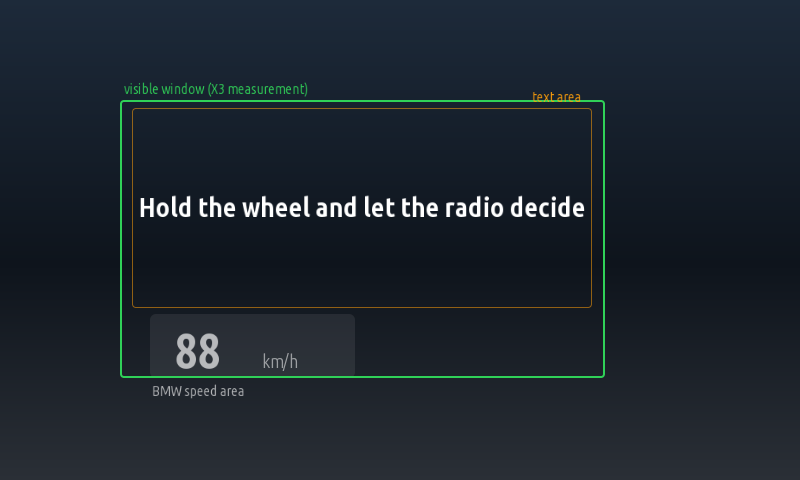 visible window (X3 measurement)
text area
Hold the wheel and let the radio decide
88 km/h
BMW speed area